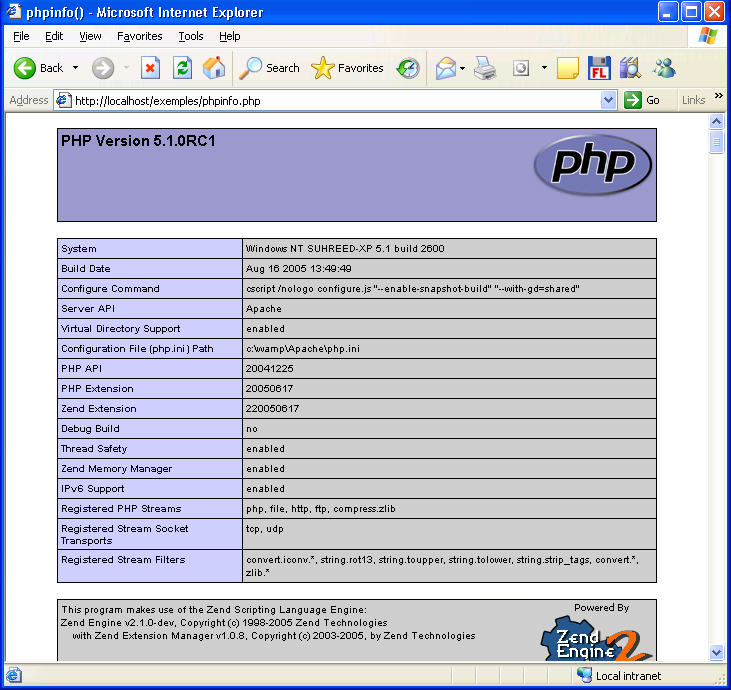 phpinfo() - Microsoft Internet Explorer
File Edit View Favorites Tools Help
Back Search Favorites FL
Address http://localhost/exemples/phpinfo.php Go Links »
PHP Version 5.1.0RC1 php
System Windows NT SUHREED-XP 5.1 build 2600
Build Date Aug 16 2005 13:49:49
Configure Command cscript /nologo configure.js "--enable-snapshot-build" "--with-gd=shared"
Server API Apache
Virtual Directory Support enabled
Configuration File (php.ini) Path c:\wamp\Apache\php.ini
PHP API 20041225
PHP Extension 20050617
Zend Extension 220050617
Debug Build no
Thread Safety enabled
Zend Memory Manager enabled
IPv6 Support enabled
Registered PHP Streams php, file, http, ftp, compress.zlib
Registered Stream Socket tcp, udp
Transports
Registered Stream Filters convert.iconv.*, string.rot13, string.toupper, string.tolower, string.strip_tags, convert.*,
zlib.*
This program makes use of the Zend Scripting Language Engine: Powered By
Zend Engine v2.1.0-dev, Copyright (c) 1998-2005 Zend Technologies
with Zend Extension Manager v1.0.8, Copyright (c) 2003-2005, by Zend Technologies
Zend
Engine 2
Local intranet